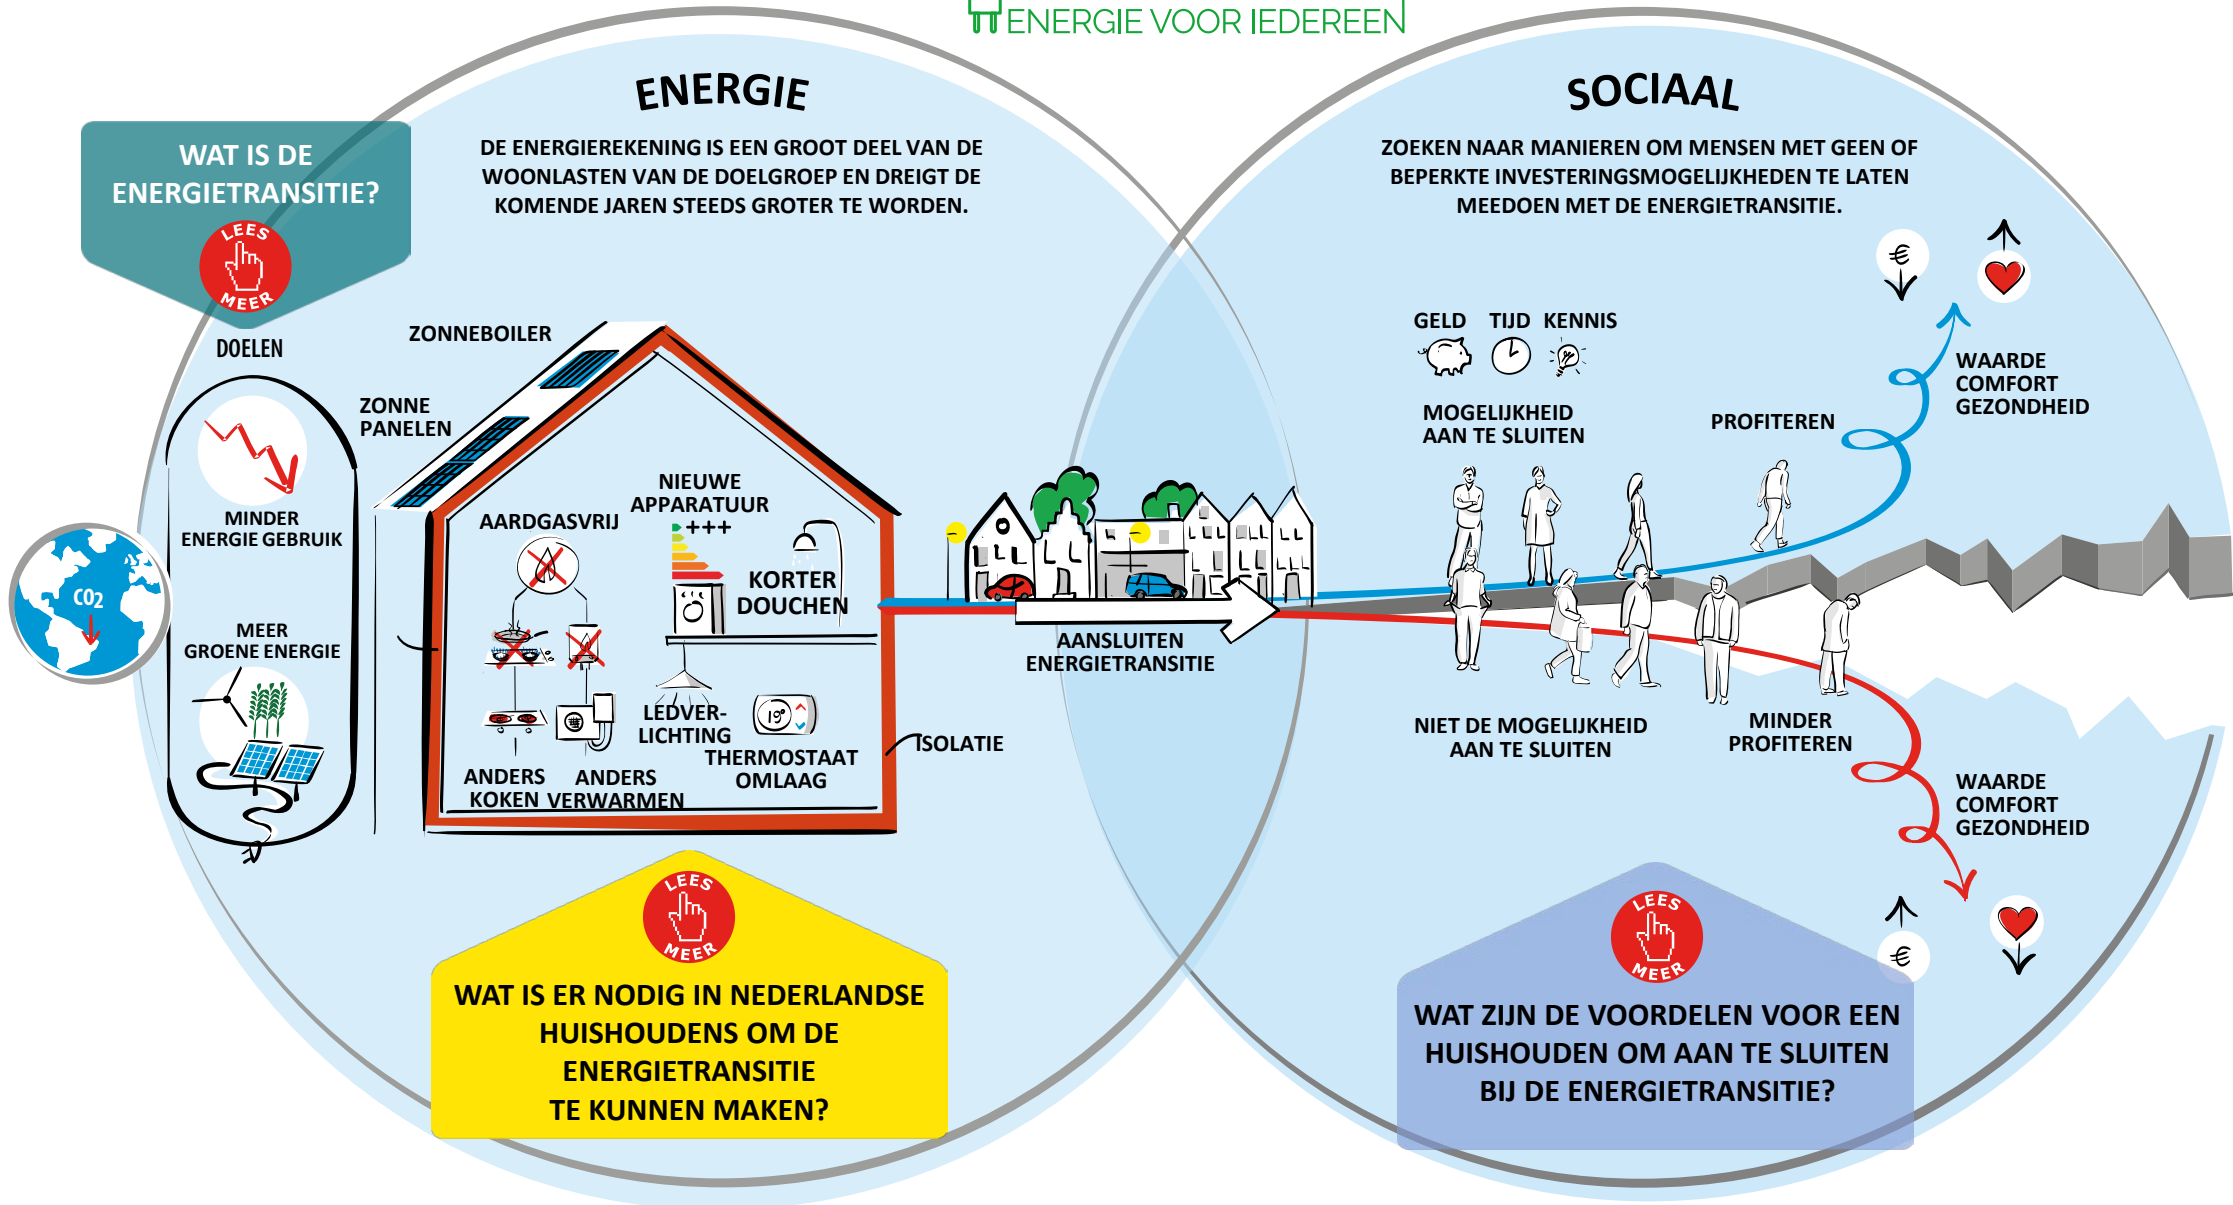 ENERGIE VOOR IEDEREEN
ENERGIE
DE ENERGIEREKENING IS EEN GROOT DEEL VAN DE
WOONLASTEN VAN DE DOELGROEP EN DREIGT DE
KOMENDE JAREN STEEDS GROTER TE WORDEN.
WAT IS DE
ENERGIETRANSITIE?
LEES
MEER
DOELEN
MINDER
ENERGIE GEBRUIK
MEER
GROENE ENERGIE
CO2
ZONNEBOILER
ZONNE
PANELEN
AARDGASVRIJ
NIEUWE
APPARATUUR
+++
KORTER
DOUCHEN
LEDVER-
LICHTING
19°
THERMOSTAAT
OMLAAG
ANDERS
KOKEN
ANDERS
VERWARMEN
ISOLATIE
LEES
MEER
WAT IS ER NODIG IN NEDERLANDSE
HUISHOUDENS OM DE
ENERGIETRANSITIE
TE KUNNEN MAKEN?
AANSLUITEN
ENERGIETRANSITIE
SOCIAAL
ZOEKEN NAAR MANIEREN OM MENSEN MET GEEN OF
BEPERKTE INVESTERINGSMOGELIJKHEDEN TE LATEN
MEEDOEN MET DE ENERGIETRANSITIE.
€
GELD TIJD KENNIS
MOGELIJKHEID
AAN TE SLUITEN
PROFITEREN
WAARDE
COMFORT
GEZONDHEID
NIET DE MOGELIJKHEID
AAN TE SLUITEN
MINDER
PROFITEREN
WAARDE
COMFORT
GEZONDHEID
€
LEES
MEER
WAT ZIJN DE VOORDELEN VOOR EEN
HUISHOUDEN OM AAN TE SLUITEN
BIJ DE ENERGIETRANSITIE?